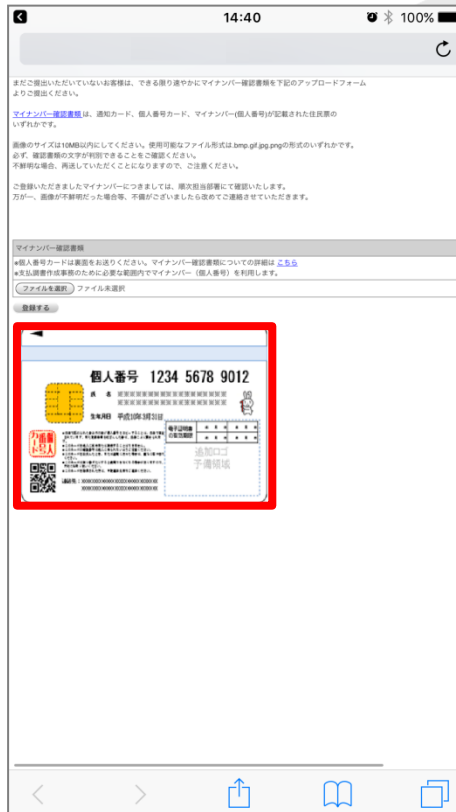 14:40
100%
まだご提出いただいていないお客様は、できる限り速やかにマイナンバー確認書類を下記のアップロードフォーム
よりご提出ください。
マイナンバー確認書類は、通知カード、個人番号カード、マイナンバー(個人番号)が記載された住民票の
いずれかです。
画像のサイズは10MB以内にしてください。使用可能なファイル形式は.bmp.gif.jpg.pngの形式のいずれかです。
必ず、確認書類の文字が判別できることをご確認ください。
不鮮明な場合、再送していただくことになりますので、ご注意ください。
ご登録いただきましたマイナンバーにつきましては、順次担当部署にて確認いたします。
万が一、画像が不鮮明だった場合等、不備がございましたら改めてご連絡させていただきます。
マイナンバー確認書類
※個人番号カードは裏面をお送りください。マイナンバー確認書類についての詳細は こちら
※支払調書作成事務のために必要な範囲内でマイナンバー（個人番号）を利用します。
ファイルを選択 ファイル未選択
登録する
個人番号 1234 5678 9012
氏 名
生年月日 平成10年3月31日
電子証明書
の有効期限
追加ロゴ
予備領域
個人
番号
カード
連絡先：